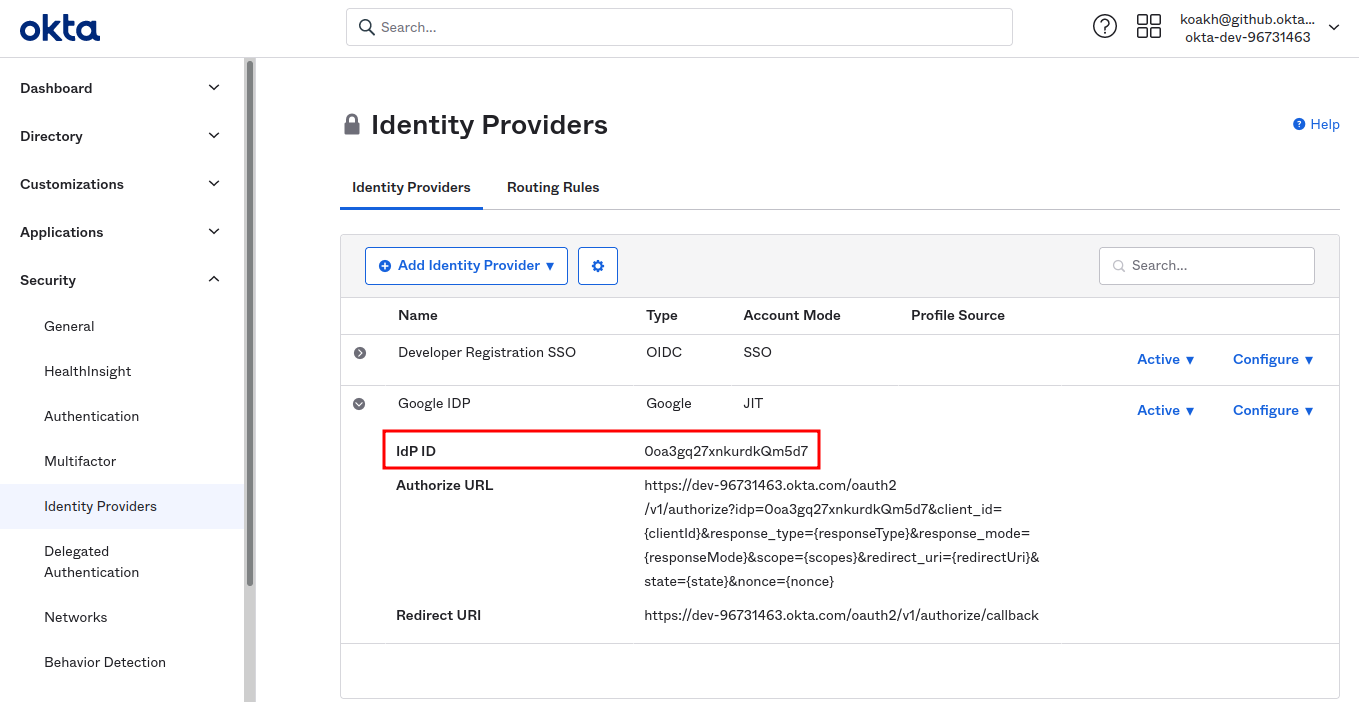 okta
Search...
koakh@github.okta...
okta-dev-96731463
Dashboard
Directory
Customizations
Applications
Security
General
HealthInsight
Authentication
Multifactor
Identity Providers
Delegated
Authentication
Networks
Behavior Detection
Identity Providers
Help
Identity Providers
Routing Rules
Add Identity Provider
Search...
Name Type Account Mode Profile Source
Developer Registration SSO OIDC SSO Active Configure
Google IDP Google JIT Active Configure
IdP ID 0oa3gq27xnkurdkQm5d7
Authorize URL https://dev-96731463.okta.com/oauth2
/v1/authorize?idp=0oa3gq27xnkurdkQm5d7&client_id=
{clientId}&response_type={responseType}&response_mode=
{responseMode}&scope={scopes}&redirect_uri={redirectUri}&
state={state}&nonce={nonce}
Redirect URI https://dev-96731463.okta.com/oauth2/v1/authorize/callback